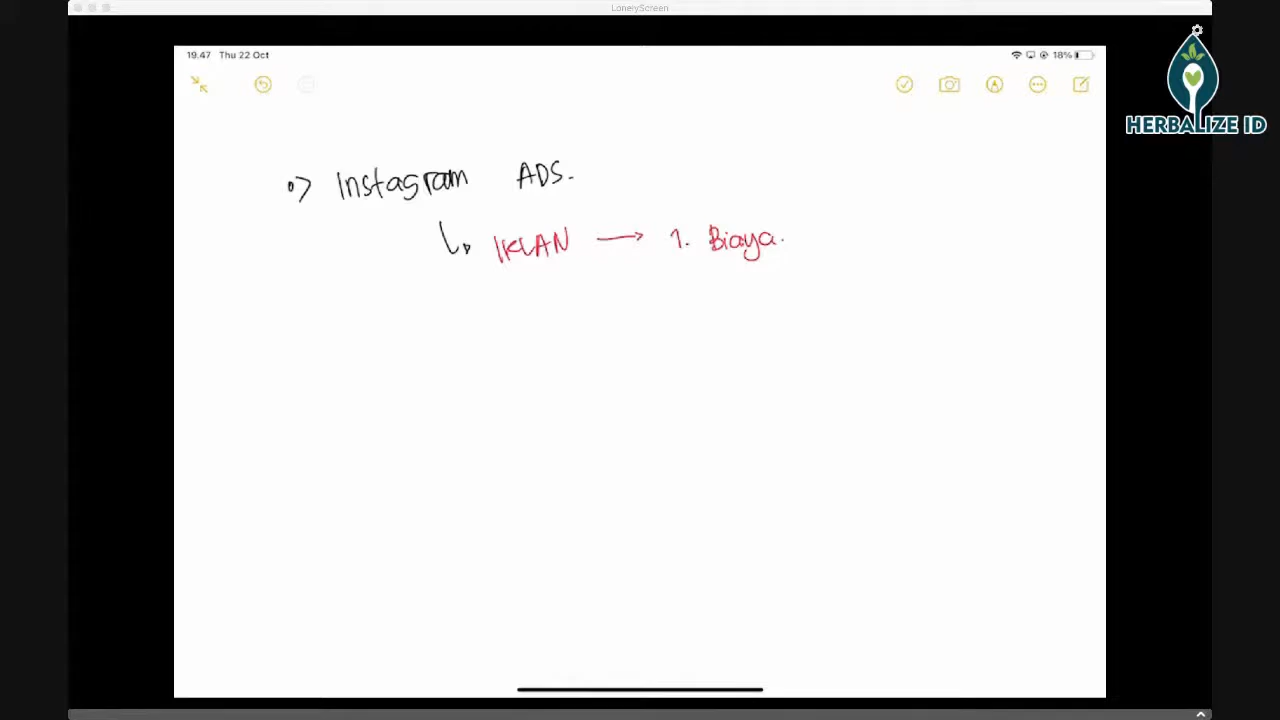 LonelyScreen
19.47 Thu 22 Oct
18%
HERBALIZE ID
Instagram ADS.
IKLAN → 1. Biaya.